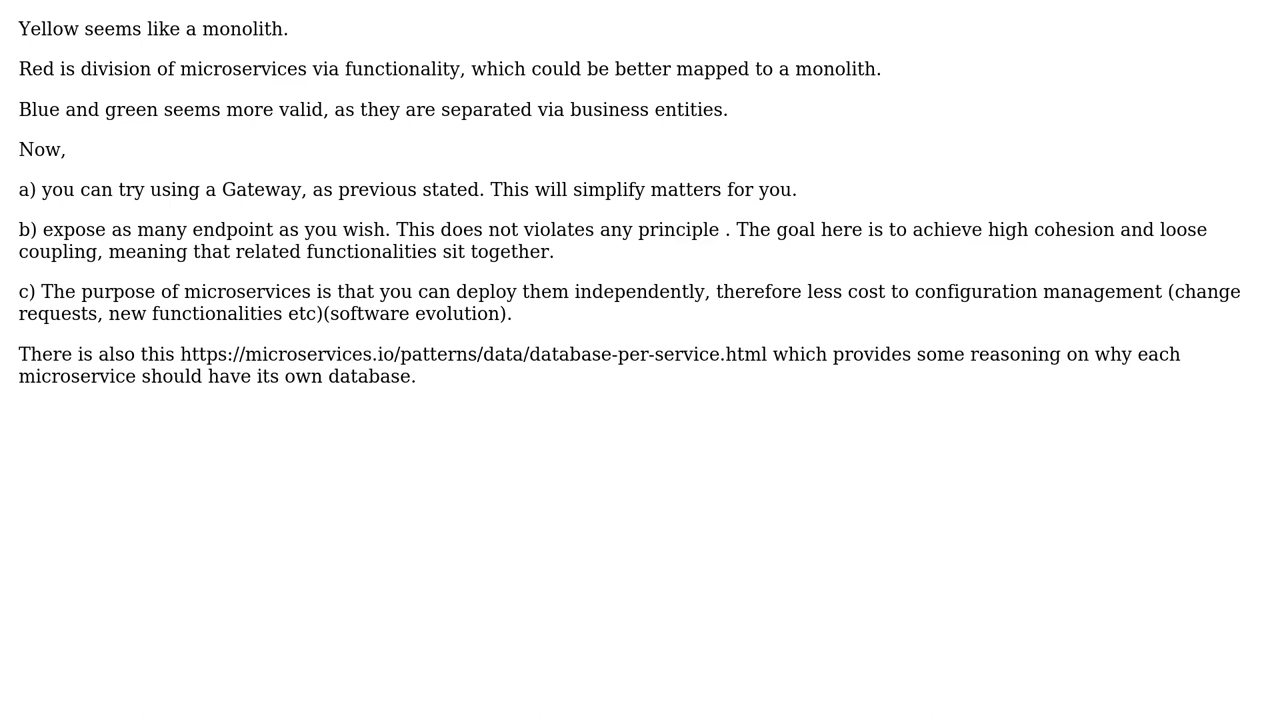 Yellow seems like a monolith.
Red is division of microservices via functionality, which could be better mapped to a monolith.
Blue and green seems more valid, as they are separated via business entities.
Now,
a) you can try using a Gateway, as previous stated. This will simplify matters for you.
b) expose as many endpoint as you wish. This does not violates any principle . The goal here is to achieve high cohesion and loose
coupling, meaning that related functionalities sit together.
c) The purpose of microservices is that you can deploy them independently, therefore less cost to configuration management (change
requests, new functionalities etc)(software evolution).
There is also this https://microservices.io/patterns/data/database-per-service.html which provides some reasoning on why each
microservice should have its own database.